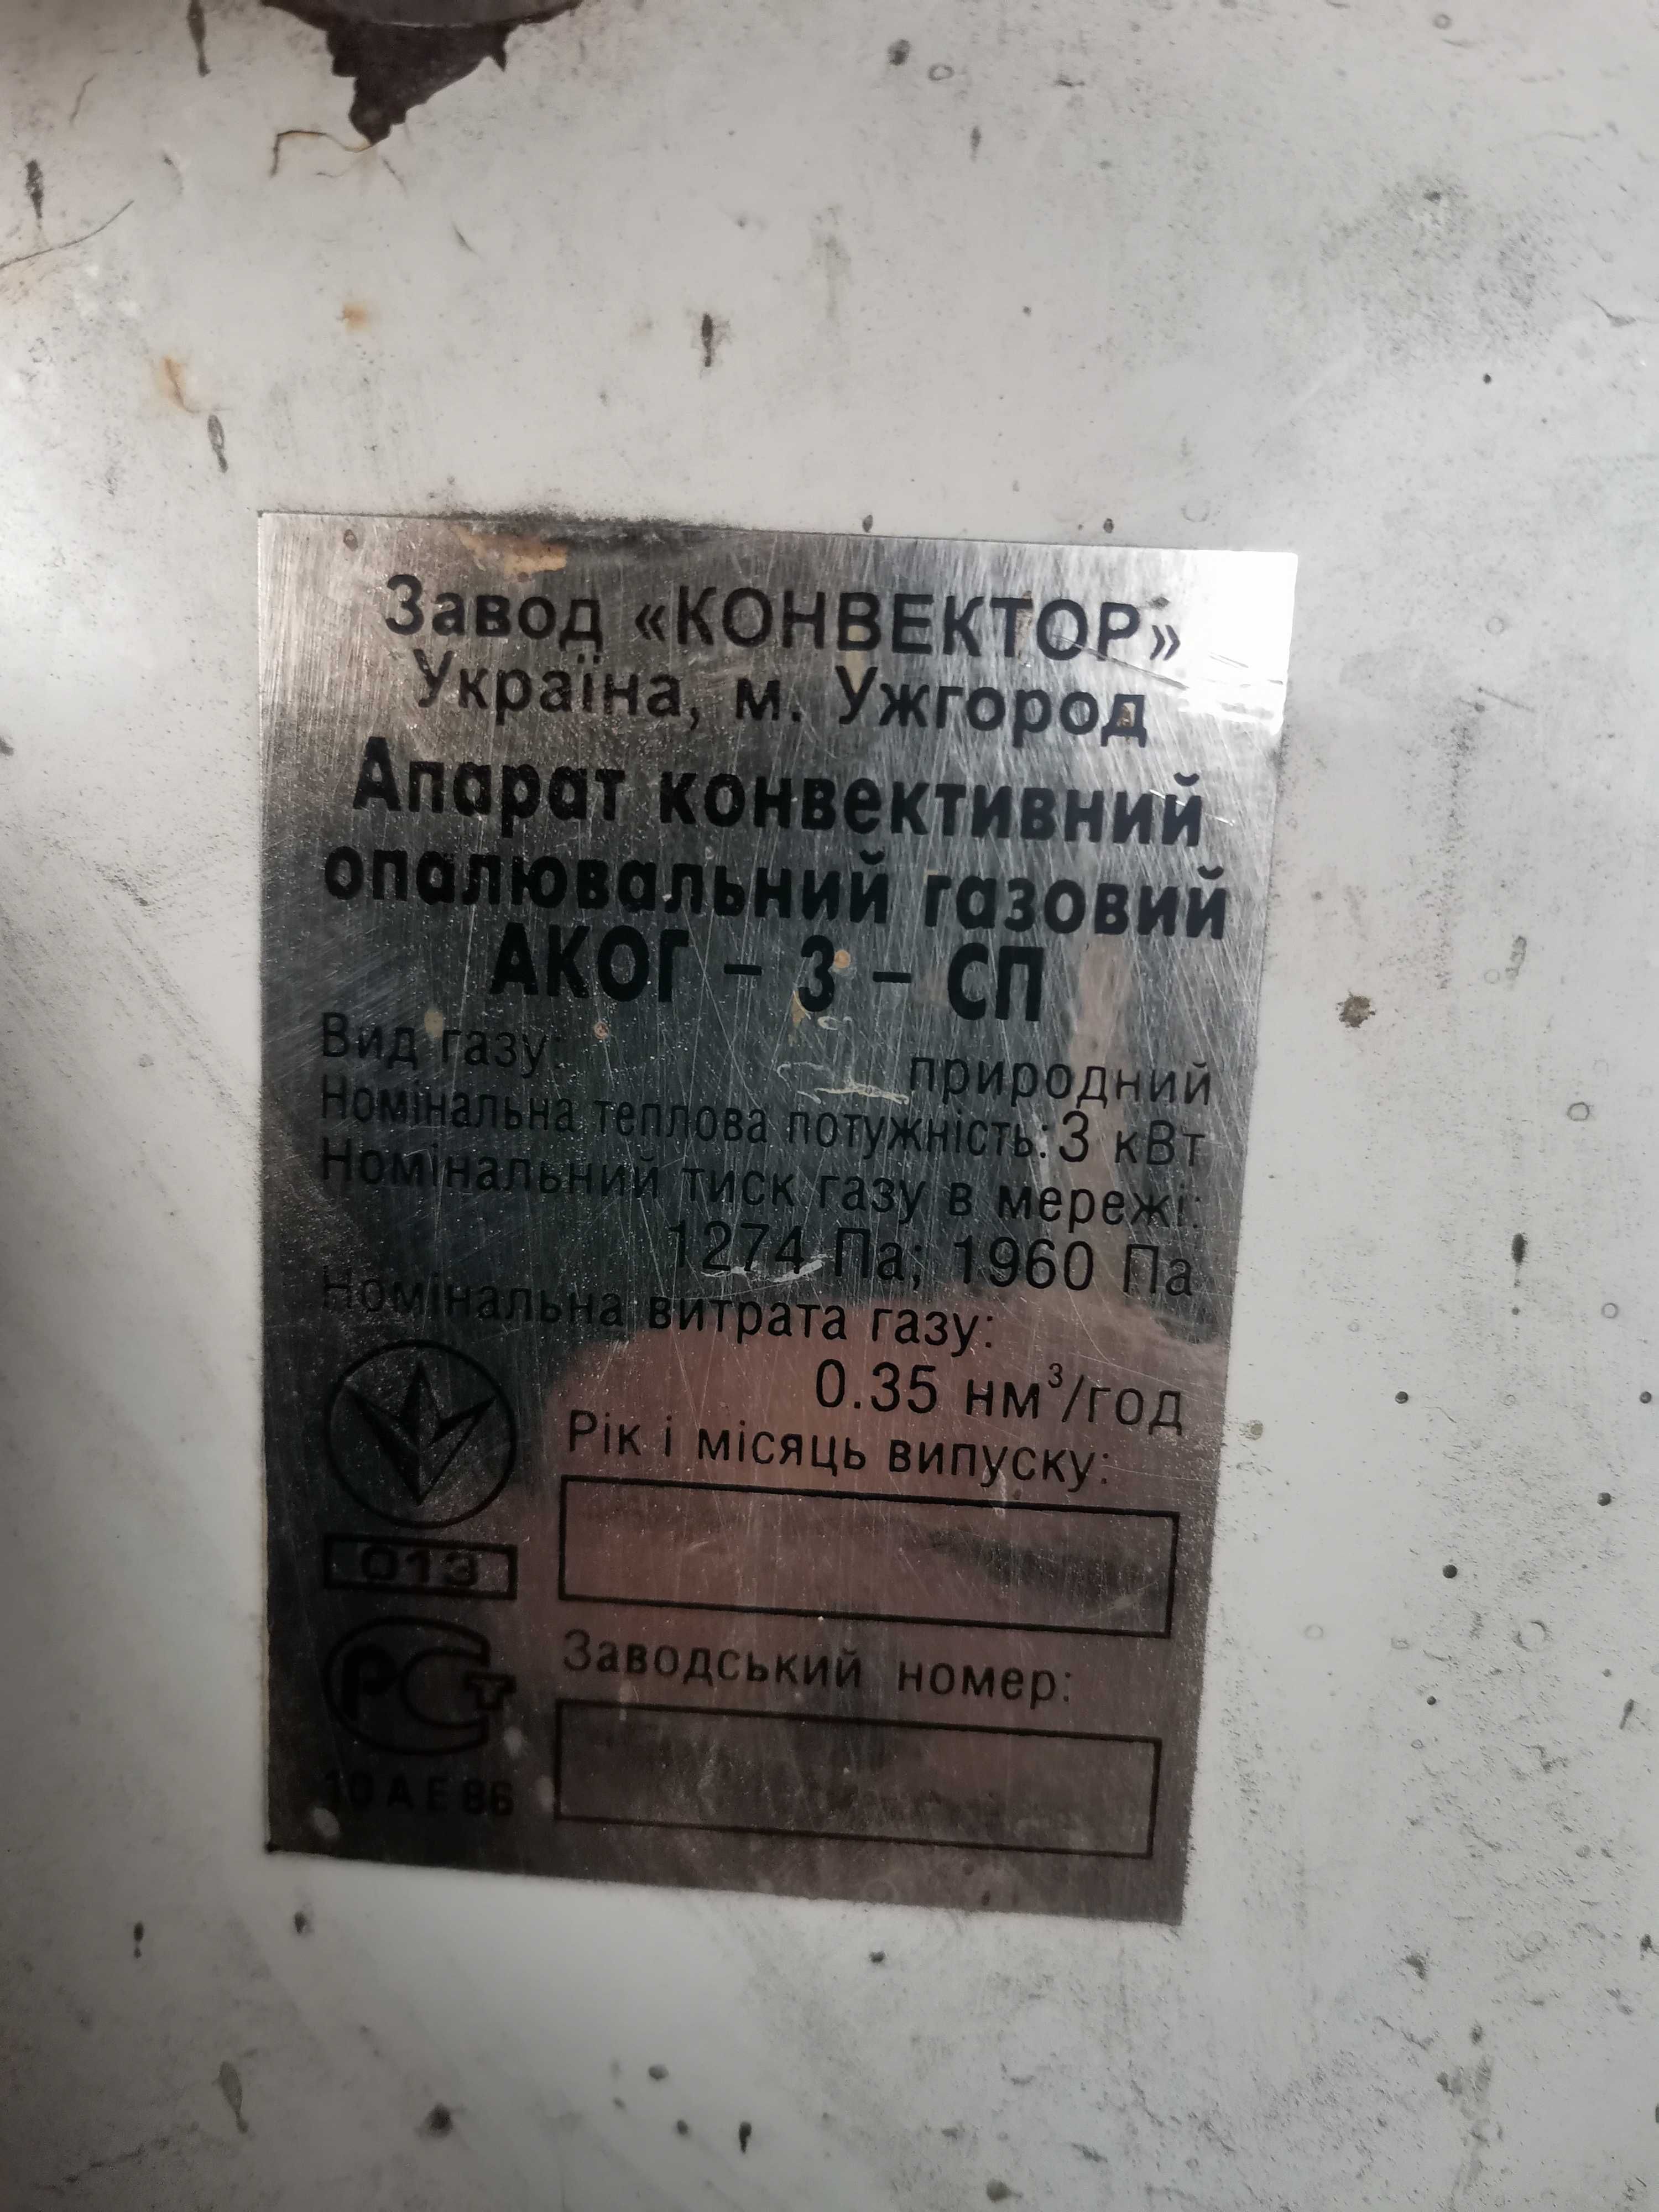 Завод «КОНВЕКТОР»
Україна, м. Ужгород
Апарат конвективний
опалювальний газовий
АКОГ - 3 - СП
Вид газу: природний
Номінальна теплова потужність: 3 кВт
Номінальний тиск газу в мережі:
1274 Па; 1960 Па
Номінальна витрата газу:
0.35 нм³/год
Рік і місяць випуску:
013
Заводський номер:
РСТ
10АЕ86